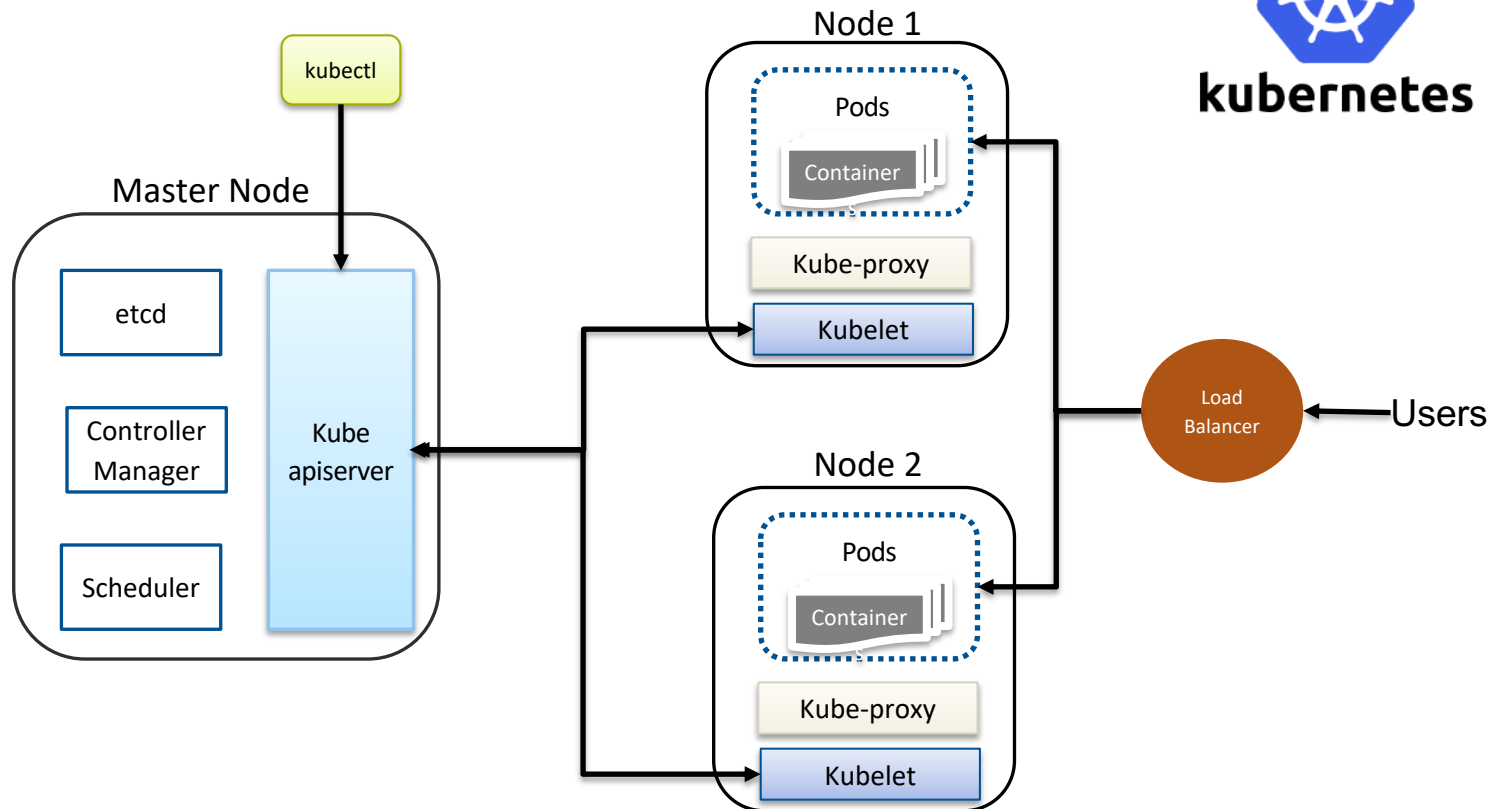 Node 1
kubectl
Pods
kubernetes
Container
s
Master Node
Kube-proxy
etcd
Kubelet
Load
Balancer
Users
Controller
Manager
Kube
apiserver
Node 2
Pods
Scheduler
Container
s
Kube-proxy
Kubelet